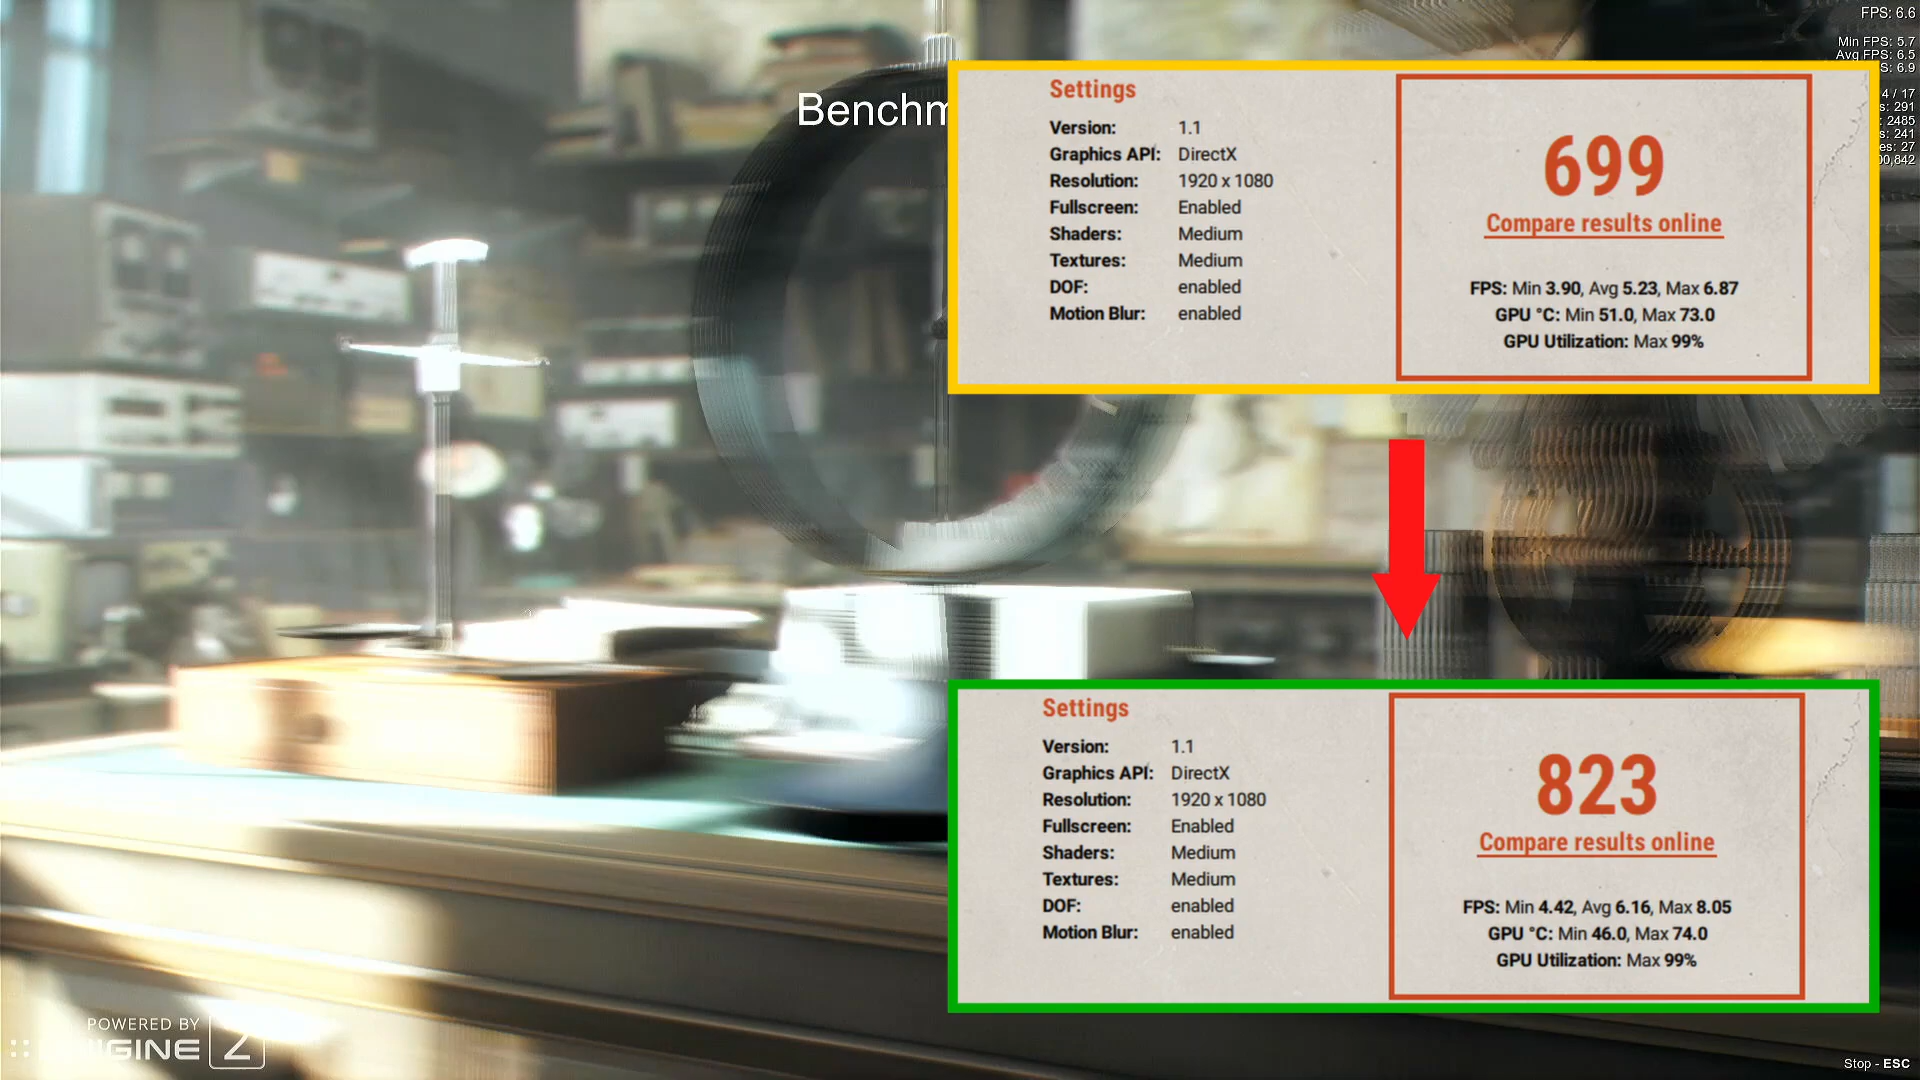 FPS: 6.6
Min FPS: 5.7
Avg FPS: 6.5
S: 6.9
4 / 17
s: 291
: 2485
s: 241
es: 27
00,842
Benchm
Settings
Version: 1.1
Graphics API: DirectX
Resolution: 1920 x 1080
Fullscreen: Enabled
Shaders: Medium
Textures: Medium
DOF: enabled
Motion Blur: enabled
699
Compare results online
FPS: Min 3.90, Avg 5.23, Max 6.87
GPU °C: Min 51.0, Max 73.0
GPU Utilization: Max 99%
Settings
Version: 1.1
Graphics API: DirectX
Resolution: 1920 x 1080
Fullscreen: Enabled
Shaders: Medium
Textures: Medium
DOF: enabled
Motion Blur: enabled
823
Compare results online
FPS: Min 4.42, Avg 6.16, Max 8.05
GPU °C: Min 46.0, Max 74.0
GPU Utilization: Max 99%
POWERED BY
UNIGINE 2
Stop - ESC